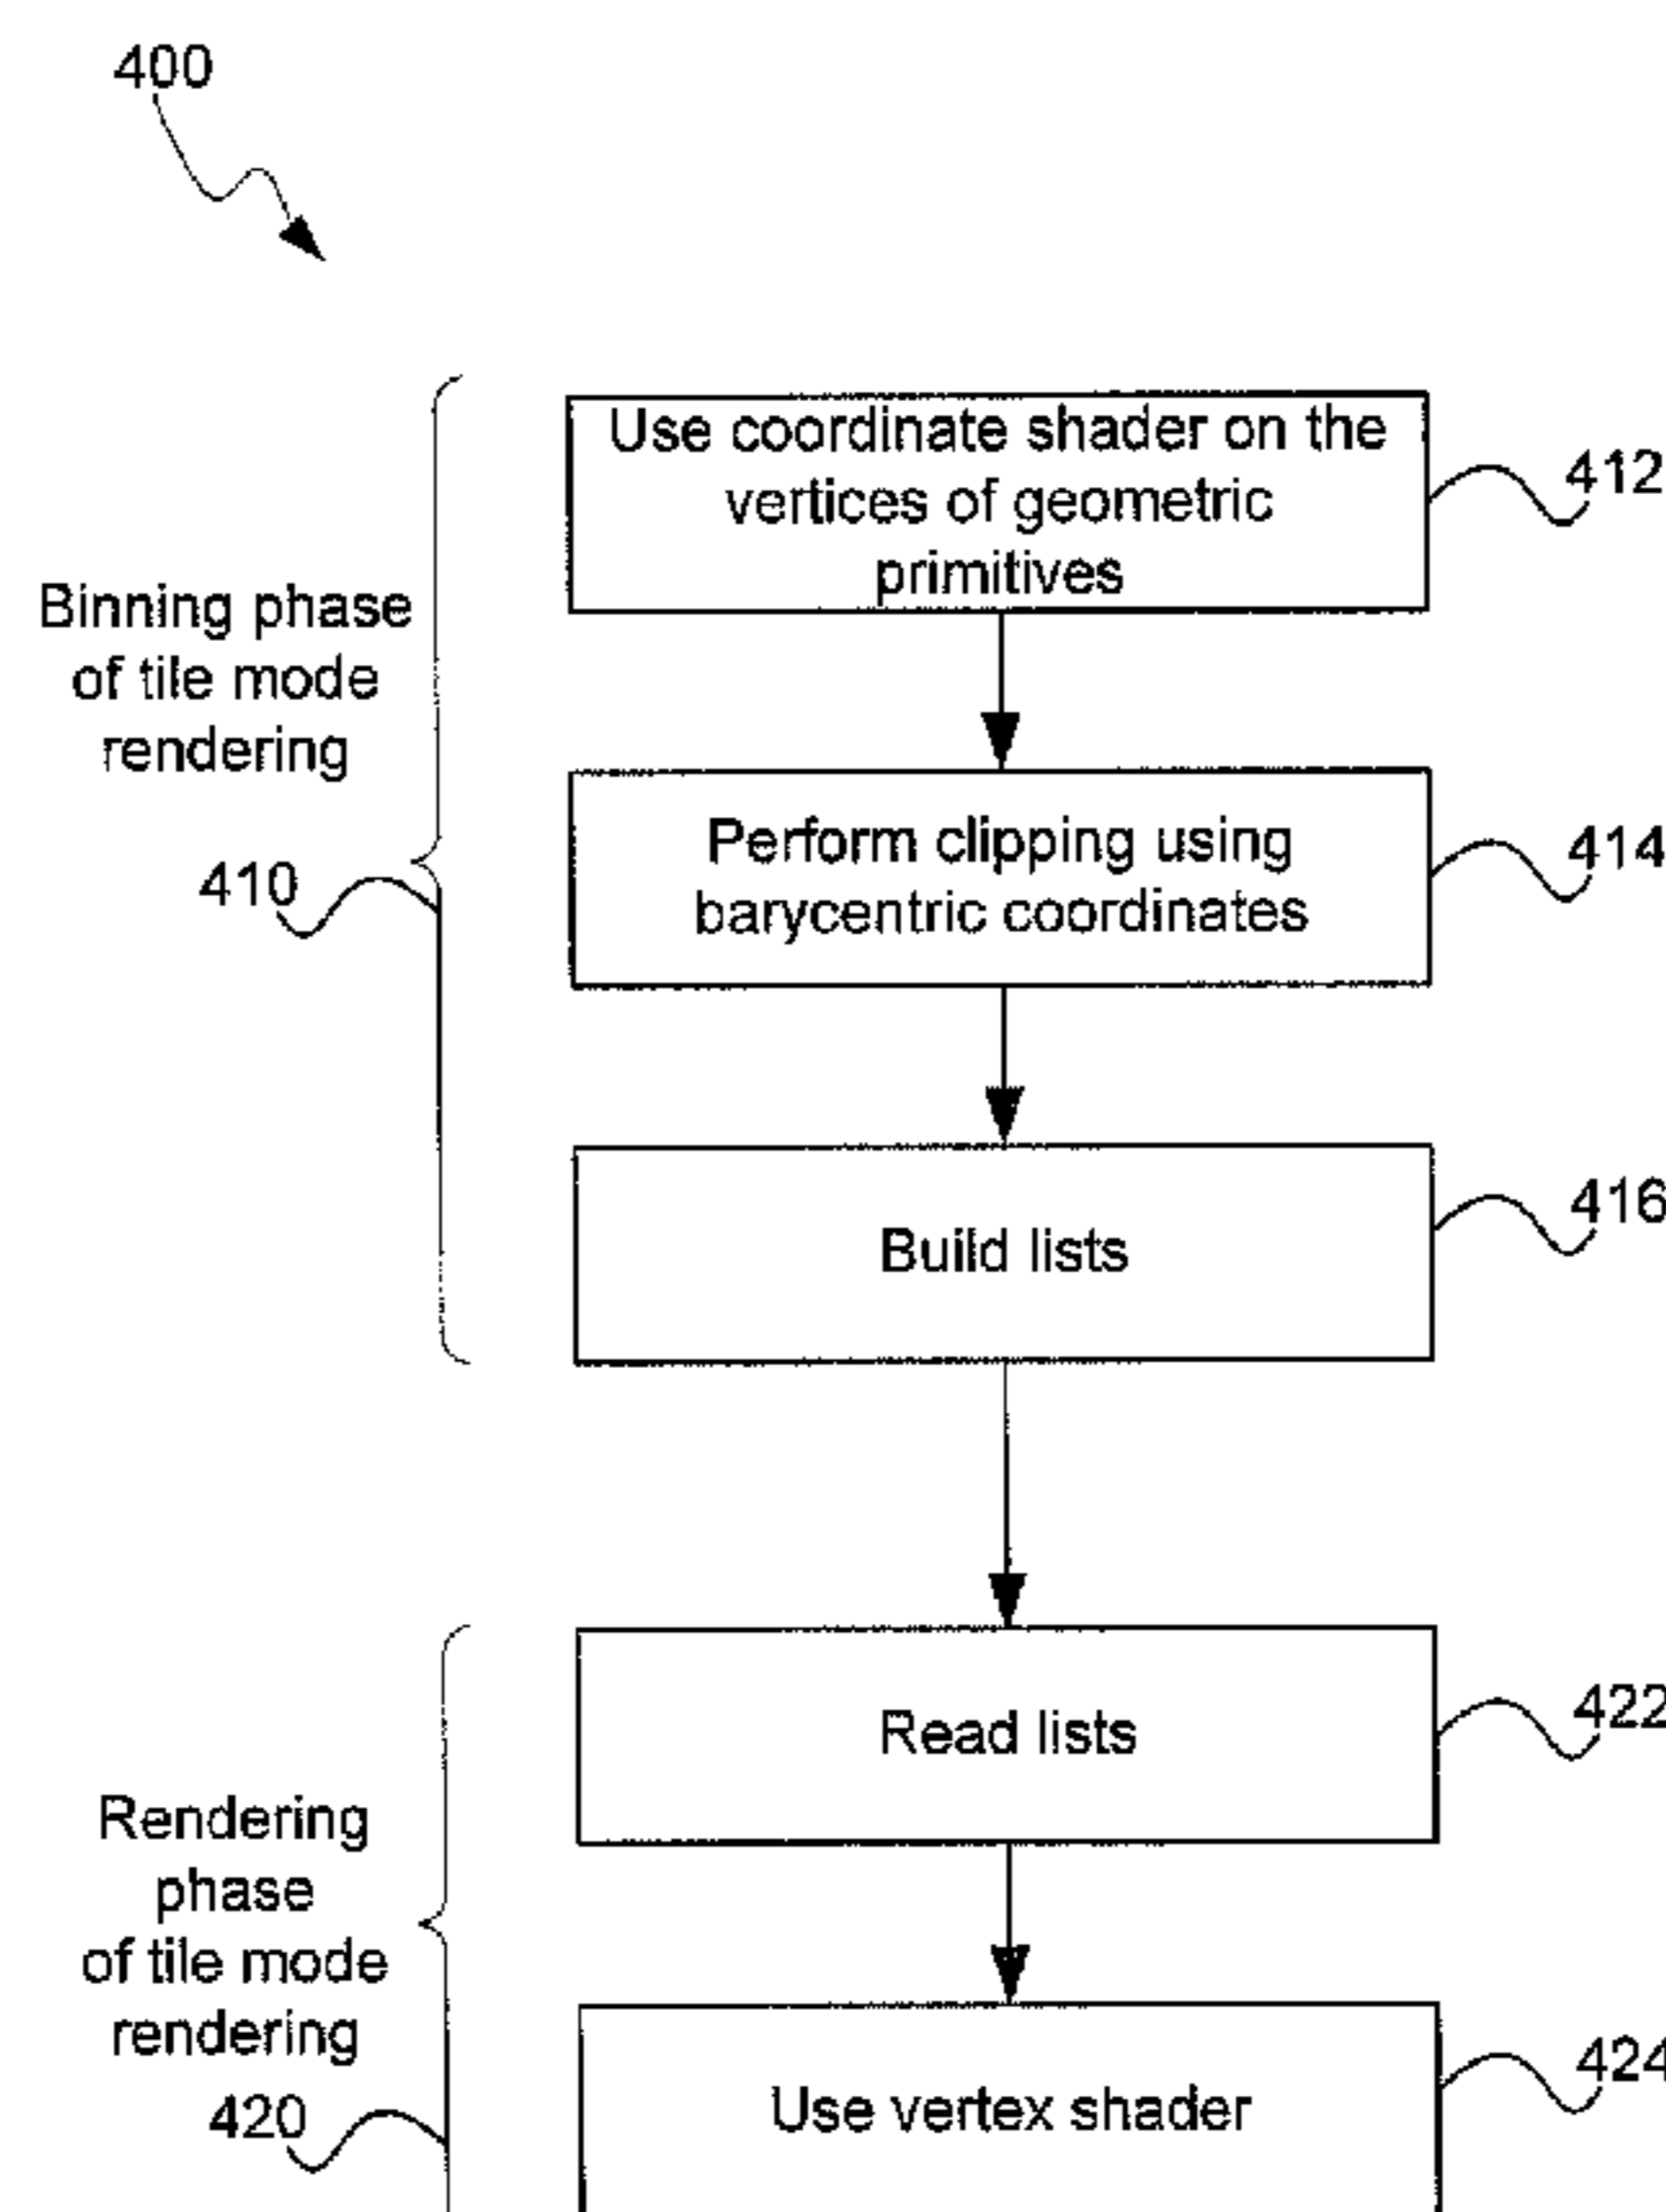 400
Use coordinate shader on the
vertices of geometric
primitives
412
Binning phase
of tile mode
rendering
410
Perform clipping using
barycentric coordinates
414
Build lists
416
Read lists
422
Rendering
phase
of tile mode
rendering
420
Use vertex shader
424